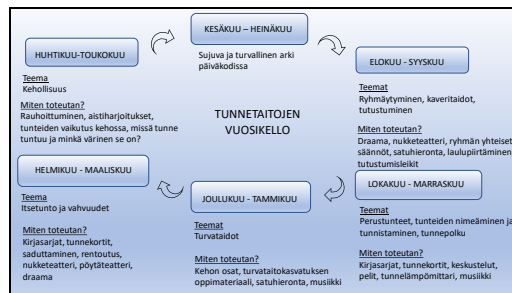 KESÄKUU – HEINÄKUU
Sujuva ja turvallinen arki
päiväkodissa
ELOKUU - SYYSKUU
Teemat
Ryhmäytyminen, kaveritaidot,
tutustuminen
Miten toteutan?
Draama, nukketeatteri, ryhmän yhteiset
säännöt, satuhieronta, laulupiirtäminen,
tutustumisleikit
LOKAKUU - MARRASKUU
Teemat
Perustunteet, tunteiden nimeäminen ja
tunnistaminen, tunnepolku
Miten toteutan?
Kirjasarjat, tunnekortit, keskustelut,
pelit, tunnelämpömittari, musiikki
JOULUKUU - TAMMIKUU
Teemat
Turvataidot
Miten toteutan?
Kehon osat, turvataitokasvatuksen
oppimateriaali, satuhieronta, musiikki
HELMIKUU - MAALISKUU
Teema
Itsetunto ja vahvuudet
Miten toteutan?
Kirjasarjat, tunnekortit,
saduttaminen, rentoutus,
nukketeatteri, pöytäteatteri,
draama
HUHTIKUU-TOUKOKUU
Teema
Kehollisuus
Miten toteutan?
Rauhoittuminen, aistiharjoitukset,
tunteiden vaikutus kehossa, missä tunne
tuntuu ja minkä värinen se on?
TUNNETAITOJEN
VUOSIKELLO